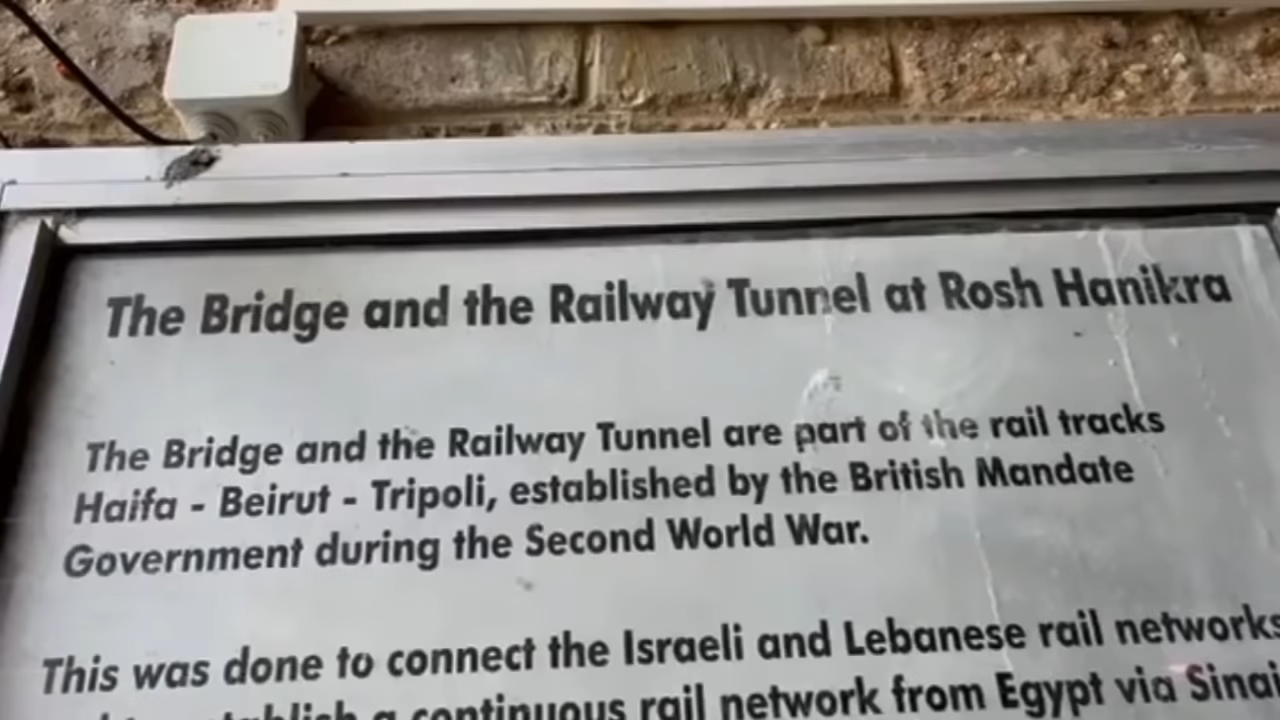 The Bridge and the Railway Tunnel at Rosh Hanikra
The Bridge and the Railway Tunnel are part of the rail tracks
Haifa - Beirut - Tripoli, established by the British Mandate
Government during the Second World War.
This was done to connect the Israeli and Lebanese rail networks
establish a continuous rail network from Egypt via Sinai